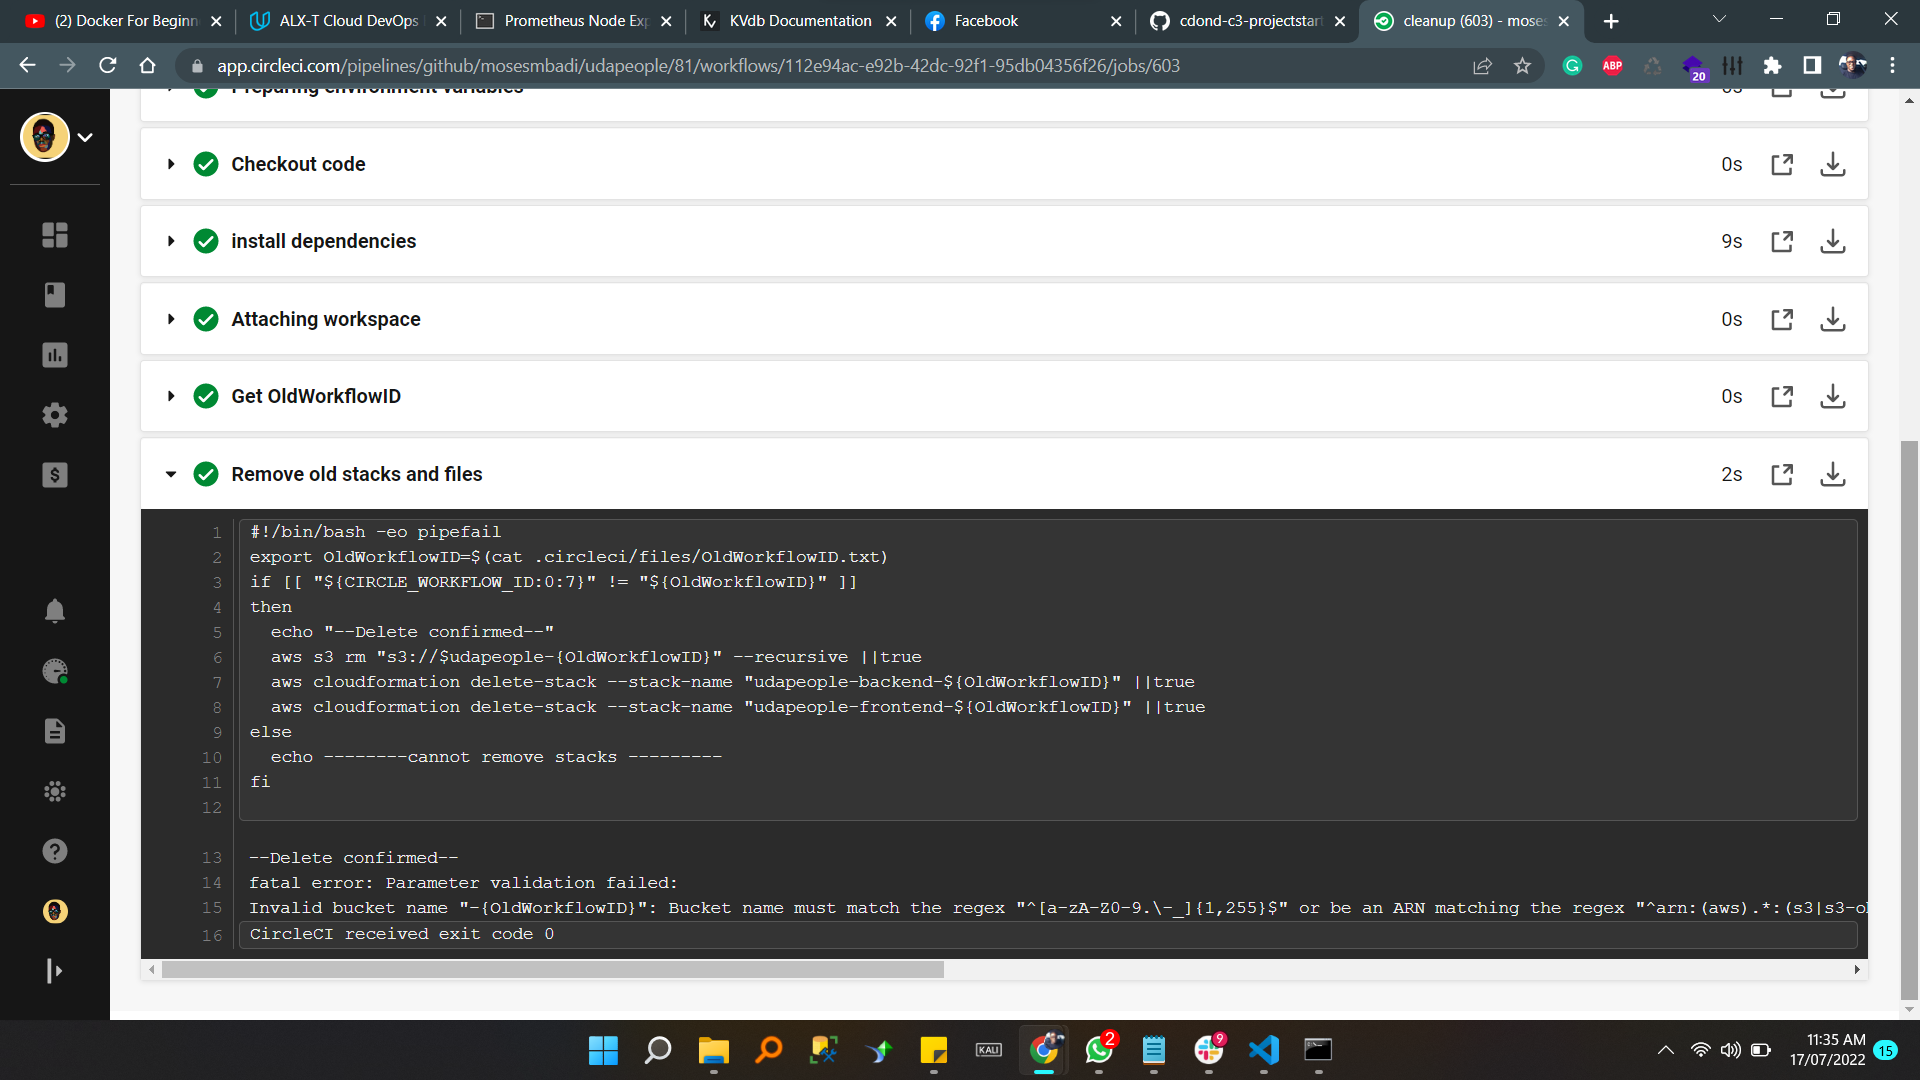 (2) Docker For Beginn
ALX-T Cloud DevOps
Prometheus Node Exp
KVdb Documentation
Facebook
cdond-c3-projectstart
cleanup (603) - moses
app.circleci.com/pipelines/github/mosesmbadi/udapeople/81/workflows/112e94ac-e92b-42dc-92f1-95db04356f26/jobs/603
ABP
20
Preparing environment variables
0s
Checkout code
0s
install dependencies
9s
Attaching workspace
0s
Get OldWorkflowID
0s
Remove old stacks and files
2s
1 #!/bin/bash -eo pipefail
2 export OldWorkflowID=$(cat .circleci/files/OldWorkflowID.txt)
3 if [[ "${CIRCLE_WORKFLOW_ID:0:7}" != "${OldWorkflowID}" ]]
4 then
5 echo "--Delete confirmed--"
6 aws s3 rm "s3://$udapeople-{OldWorkflowID}" --recursive ||true
7 aws cloudformation delete-stack --stack-name "udapeople-backend-${OldWorkflowID}" ||true
8 aws cloudformation delete-stack --stack-name "udapeople-frontend-${OldWorkflowID}" ||true
9 else
10 echo --------cannot remove stacks ---------
11 fi
12
13 --Delete confirmed--
14 fatal error: Parameter validation failed:
15 Invalid bucket name "-{OldWorkflowID}": Bucket name must match the regex "^[a-zA-Z0-9.\-_]{1,255}$" or be an ARN matching the regex "^arn:(aws).*:(s3|s3-o
16 CircleCI received exit code 0
KALI
2
9
11:35 AM
17/07/2022
15